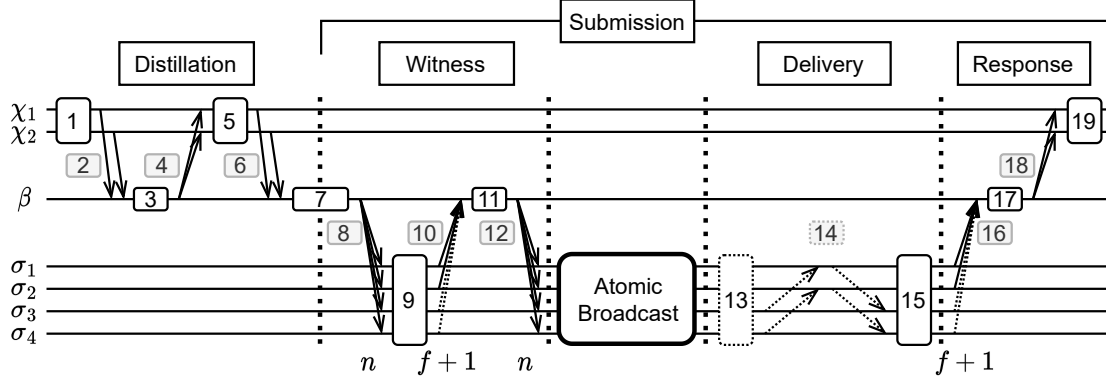 Submission
Distillation
Witness
Delivery
Response
χ₁
1
5
19
χ₂
2
4
6
18
β
3
7
11
17
8
10
12
14
16
σ₁
σ₂
9
Atomic
Broadcast
13
15
σ₃
σ₄
n
f + 1
n
f + 1